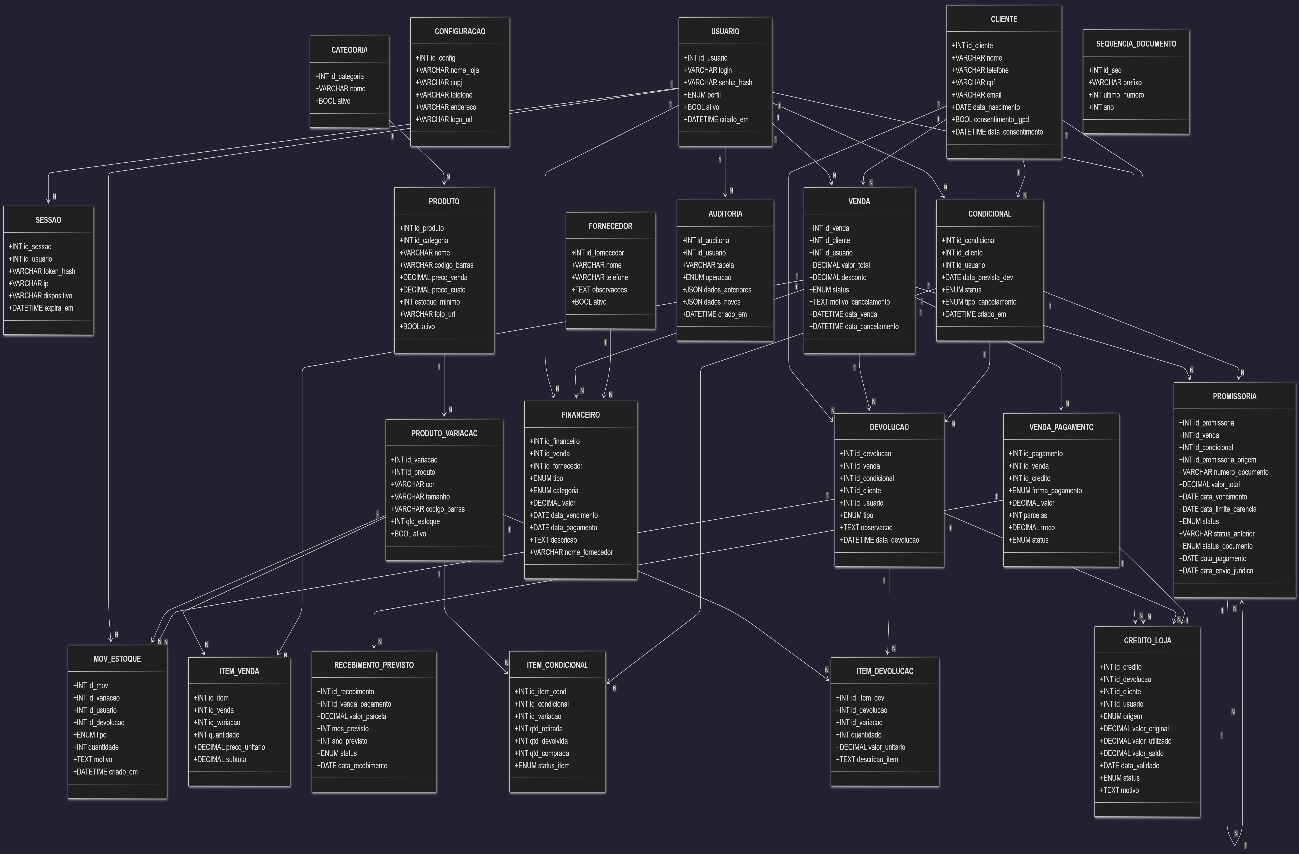 CATEGORIA
+INT id_categoria
+VARCHAR nome
+BOOL ativo
CONFIGURACAO
+INT id_config
+VARCHAR nome_loja
+VARCHAR cnpj
+VARCHAR telefone
+VARCHAR endereco
+VARCHAR logo_url
USUARIO
+INT id_usuario
+VARCHAR login
+VARCHAR senha_hash
+ENUM perfil
+BOOL ativo
+DATETIME criado_em
CLIENTE
+INT id_cliente
+VARCHAR nome
+VARCHAR telefone
+VARCHAR cpf
+VARCHAR email
+DATE data_nascimento
+BOOL consentimento_lgpd
+DATETIME data_consentimento
SEQUENCIA_DOCUMENTO
+INT id_seq
+VARCHAR prefixo
+INT ultimo_numero
+INT ano
SESSAO
+INT id_sessao
+INT id_usuario
+VARCHAR token_hash
+VARCHAR ip
+VARCHAR dispositivo
+DATETIME expira_em
PRODUTO
+INT id_produto
+INT id_categoria
+VARCHAR nome
+VARCHAR codigo_barras
+DECIMAL preco_venda
+DECIMAL preco_custo
+INT estoque_minimo
+VARCHAR foto_url
+BOOL ativo
FORNECEDOR
+INT id_fornecedor
+VARCHAR nome
+VARCHAR telefone
+TEXT observacoes
+BOOL ativo
AUDITORIA
+INT id_auditoria
+INT id_usuario
+VARCHAR tabela
+ENUM operacao
+JSON dados_anteriores
+JSON dados_novos
+DATETIME criado_em
VENDA
+INT id_venda
+INT id_cliente
+INT id_usuario
+DECIMAL valor_total
+DECIMAL desconto
+ENUM status
+TEXT motivo_cancelamento
+DATETIME data_venda
+DATETIME data_cancelamento
CONDICIONAL
+INT id_condicional
+INT id_cliente
+INT id_usuario
+DATE data_prevista_dev
+ENUM status
+ENUM tipo_cancelamento
+DATETIME criado_em
PRODUTO_VARIACAO
+INT id_variacao
+INT id_produto
+VARCHAR cor
+VARCHAR tamanho
+VARCHAR codigo_barras
+INT qtd_estoque
+BOOL ativo
FINANCEIRO
+INT id_financeiro
+INT id_venda
+INT id_fornecedor
+ENUM tipo
+ENUM categoria
+DECIMAL valor
+DATE data_vencimento
+DATE data_pagamento
+TEXT descricao
+VARCHAR nome_fornecedor
DEVOLUCAO
+INT id_devolucao
+INT id_venda
+INT id_condicional
+INT id_cliente
+INT id_usuario
+ENUM tipo
+TEXT observacao
+DATETIME data_devolucao
VENDA_PAGAMENTO
+INT id_pagamento
+INT id_venda
+INT id_credito
+ENUM forma_pagamento
+DECIMAL valor
+INT parcelas
+DECIMAL troco
+ENUM status
PROMISSORIA
+INT id_promissoria
+INT id_venda
+INT id_condicional
+INT id_promissoria_origem
+VARCHAR numero_documento
+DECIMAL valor_total
+DATE data_vencimento
+DATE data_limite_carencia
+ENUM status
+VARCHAR status_anterior
+ENUM status_documento
+DATE data_pagamento
+DATE data_envio_juridico
MOV_ESTOQUE
+INT id_mov
+INT id_variacao
+INT id_usuario
+INT id_devolucao
+ENUM tipo
+INT quantidade
+TEXT motivo
+DATETIME criado_em
ITEM_VENDA
+INT id_item
+INT id_venda
+INT id_variacao
+INT quantidade
+DECIMAL preco_unitario
+DECIMAL subtotal
RECEBIMENTO_PREVISTO
+INT id_recebimento
+INT id_venda_pagamento
+DECIMAL valor_parcela
+INT mes_previsto
+INT ano_previsto
+ENUM status
+DATE data_recebimento
ITEM_CONDICIONAL
+INT id_item_cond
+INT id_condicional
+INT id_variacao
+INT qtd_retirada
+INT qtd_devolvida
+INT qtd_comprada
+ENUM status_item
ITEM_DEVOLUCAO
+INT id_item_dev
+INT id_devolucao
+INT id_variacao
+INT quantidade
+DECIMAL valor_unitario
+TEXT descricao_item
CREDITO_LOJA
+INT id_credito
+INT id_devolucao
+INT id_cliente
+INT id_usuario
+ENUM origem
+DECIMAL valor_original
+DECIMAL valor_utilizado
+DECIMAL valor_saldo
+DATE data_validade
+ENUM status
+TEXT motivo